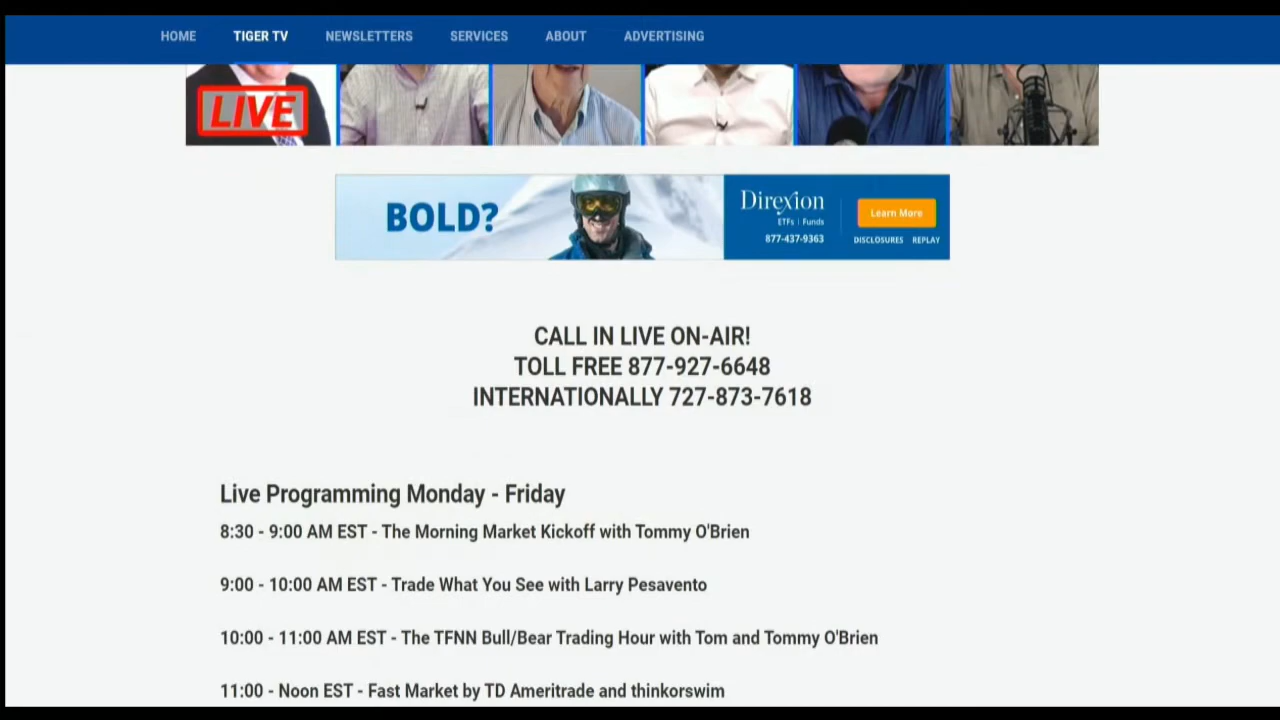 HOME TIGER TV NEWSLETTERS SERVICES ABOUT ADVERTISING
LIVE
BOLD?
Direxion
ETFs | Funds
877-437-9363
Learn More
DISCLOSURES REPLAY
CALL IN LIVE ON-AIR!
TOLL FREE 877-927-6648
INTERNATIONALLY 727-873-7618
Live Programming Monday - Friday
8:30 - 9:00 AM EST - The Morning Market Kickoff with Tommy O'Brien
9:00 - 10:00 AM EST - Trade What You See with Larry Pesavento
10:00 - 11:00 AM EST - The TFNN Bull/Bear Trading Hour with Tom and Tommy O'Brien
11:00 - Noon EST - Fast Market by TD Ameritrade and thinkorswim